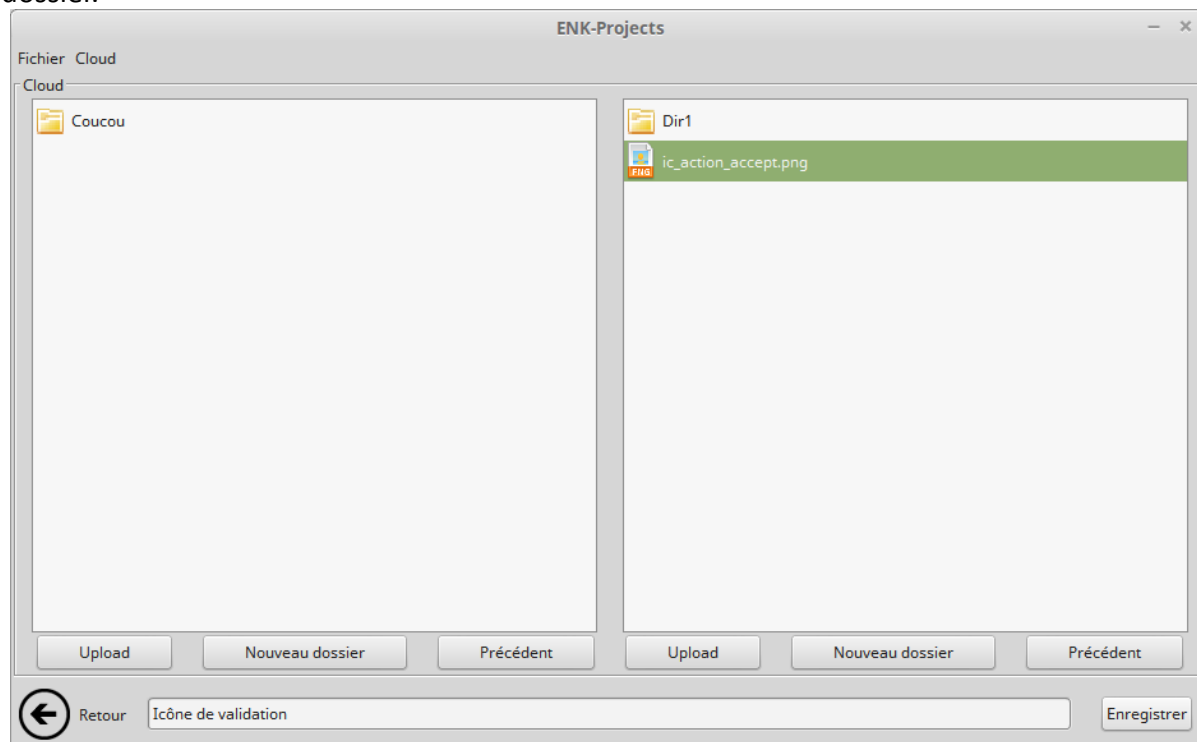 dossier.
ENK-Projects
Fichier Cloud
Cloud
Coucou
Dir1
PNG
ic_action_accept.png
Upload Nouveau dossier Précédent Upload Nouveau dossier Précédent
Retour Icône de validation Enregistrer